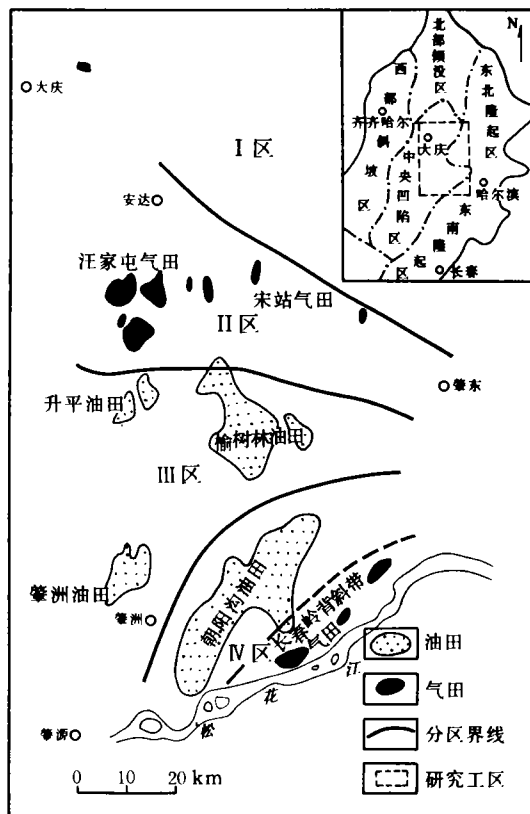 N
北部倾没区
西部斜坡区
东北隆起区
齐齐哈尔
大庆
中央凹陷区
哈尔滨
东南隆起区
长春
大庆
I区
安达
汪家屯气田
宋站气田
II区
肇东
升平油田
榆树林油田
III区
肇洲油田
肇洲
朝阳沟油田
长春岭背斜带
气田
IV区
松花江
肇源
0 10 20 km
油田
气田
分区界线
研究工区